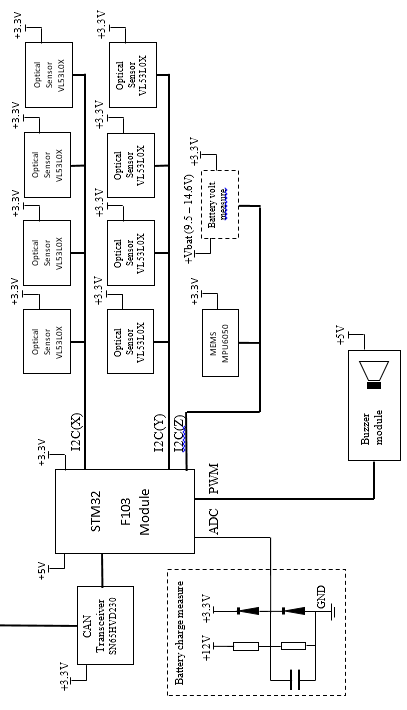 +3.3V
Optical
Sensor
VL53L0X
+3.3V
Optical
Sensor
VL53L0X
+3.3V
Optical
Sensor
VL53L0X
+3.3V
Optical
Sensor
VL53L0X
+3.3V
Optical
Sensor
VL53L0X
+3.3V
Optical
Sensor
VL53L0X
+3.3V
Optical
Sensor
VL53L0X
+3.3V
Optical
Sensor
VL53L0X
+3.3V
+Vbat (9.5 – 14.6V)
Battery volt
measure
+3.3V
MEMS
MPU6050
+5V
Buzzer
module
I2C(X)
I2C(Y)
I2C(Z)
+3.3V
STM32
F103
Module
PWM
ADC
+5V
CAN
Transceiver
SN65HVD230
+3.3V
Battery charge measure
+3.3V
+12V
GND